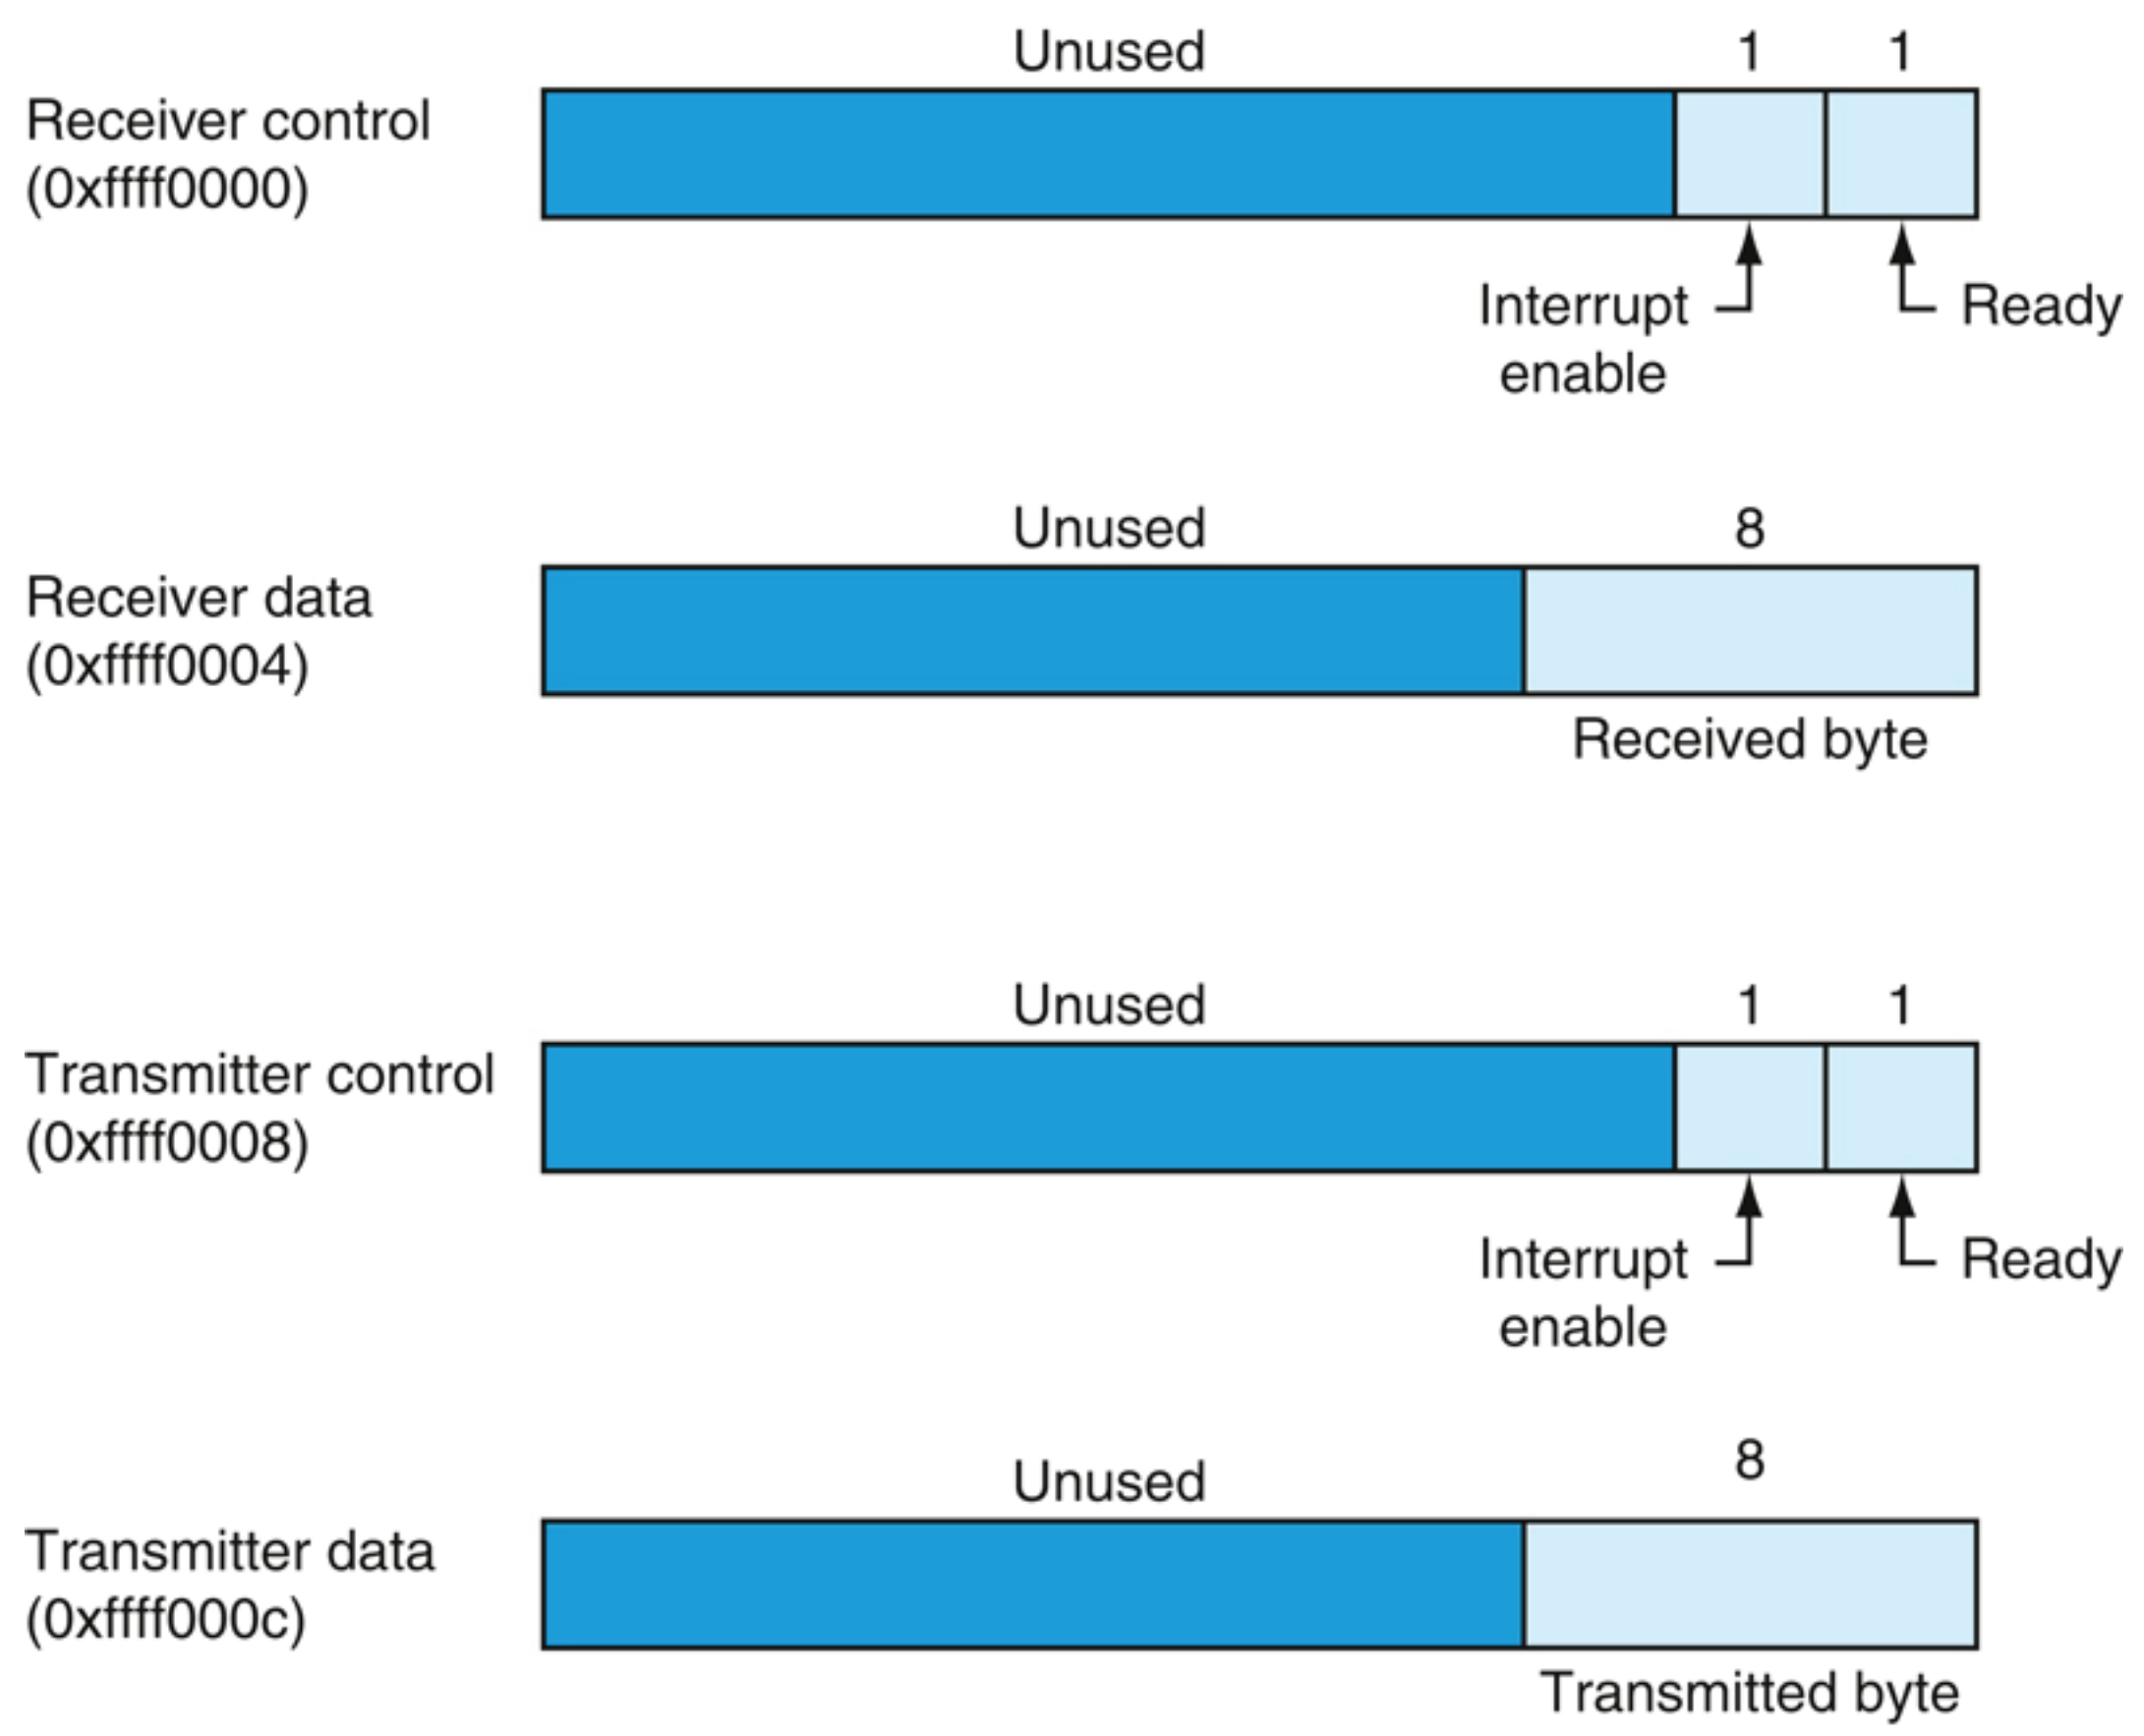 Unused 1 1
Receiver control
(0xffff0000)
Interrupt Ready
enable
Unused 8
Receiver data
(0xffff0004)
Received byte
Unused 1 1
Transmitter control
(0xffff0008)
Interrupt Ready
enable
Unused 8
Transmitter data
(0xffff000c)
Transmitted byte